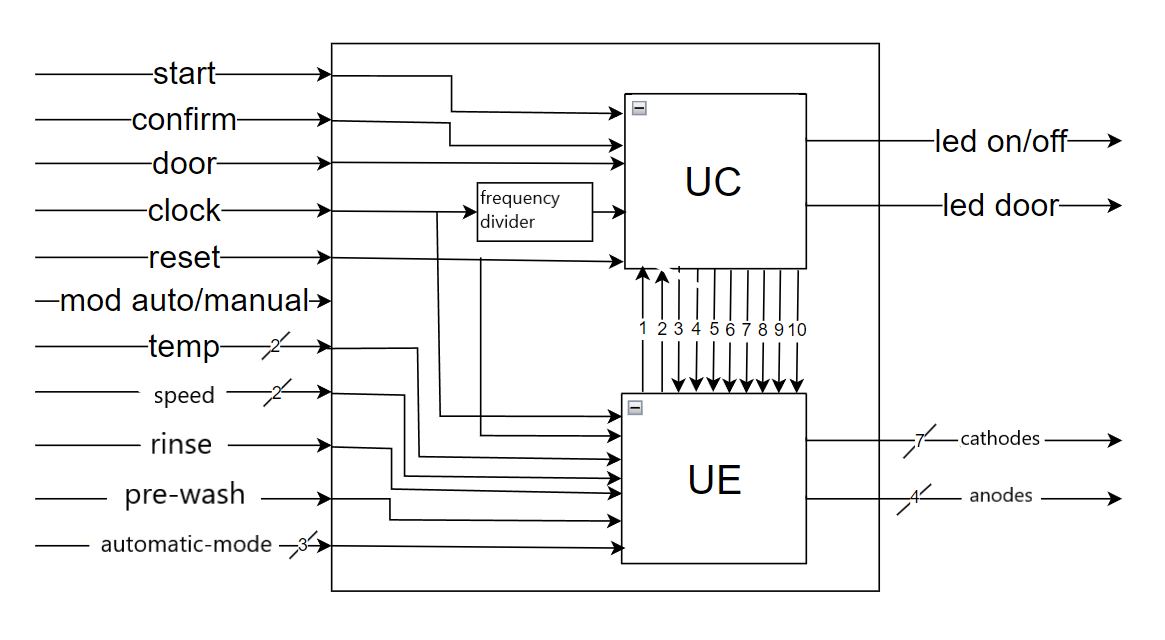 start
confirm
door
clock
reset
mod auto/manual
temp
2
speed
2
rinse
pre-wash
automatic-mode
3
frequency
divider
UC
led on/off
led door
1 2 3 4 5 6 7 8 9 10
UE
7
cathodes
4
anodes